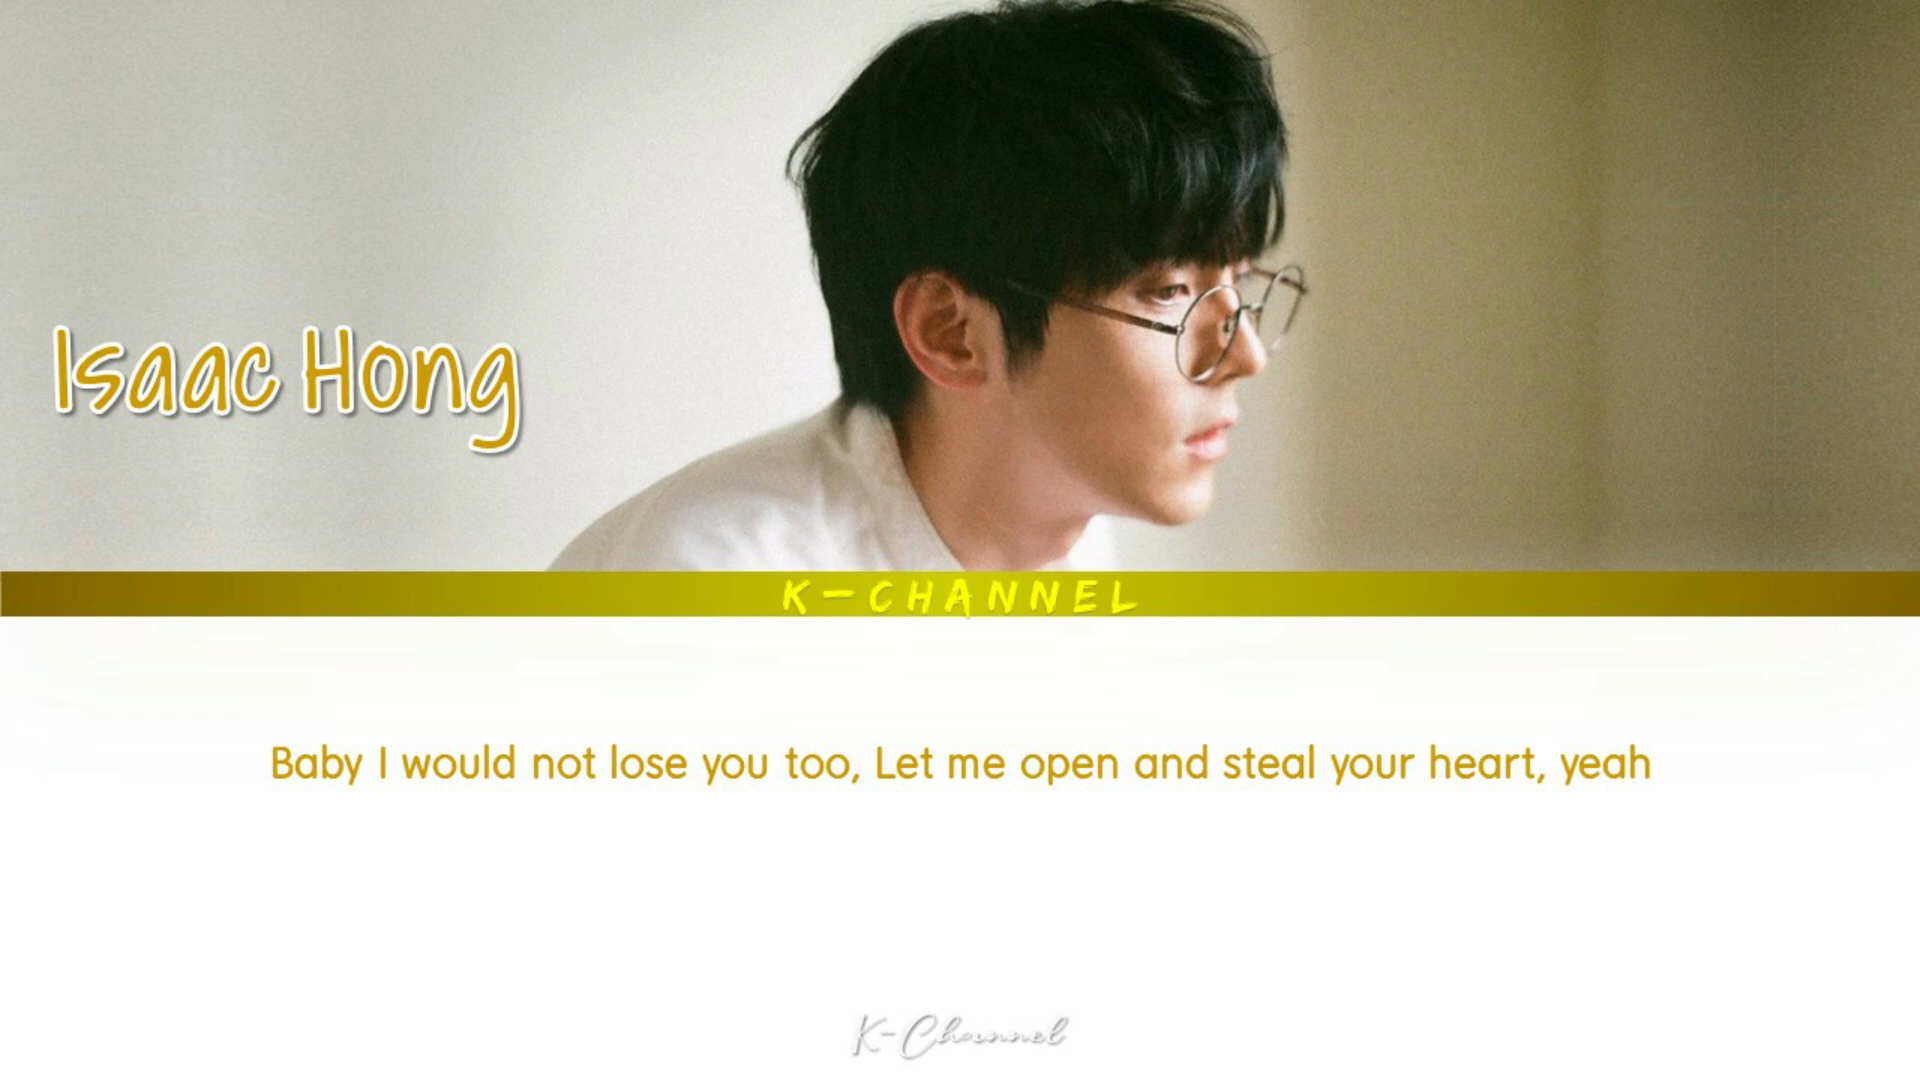 Isaac Hong
K-CHANNEL
Baby I would not lose you too, Let me open and steal your heart, yeah
K-Channel